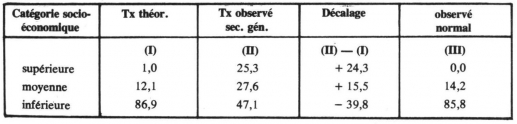 Catégorie socio- Tx théor. Tx observé Décalage observé
économique sec. gén. normal
(I) (II) (II) — (I) (III)
supérieure 1,0 25,3 + 24,3 0,0
moyenne 12,1 27,6 + 15,5 14,2
inférieure 86,9 47,1 − 39,8 85,8